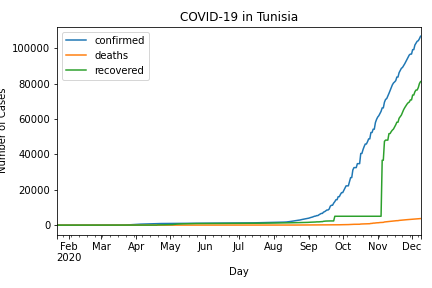 COVID-19 in Tunisia
confirmed
deaths
recovered
100000
80000
60000
40000
20000
0
Number of Cases
Feb Mar Apr May Jun Jul Aug Sep Oct Nov Dec
2020
Day